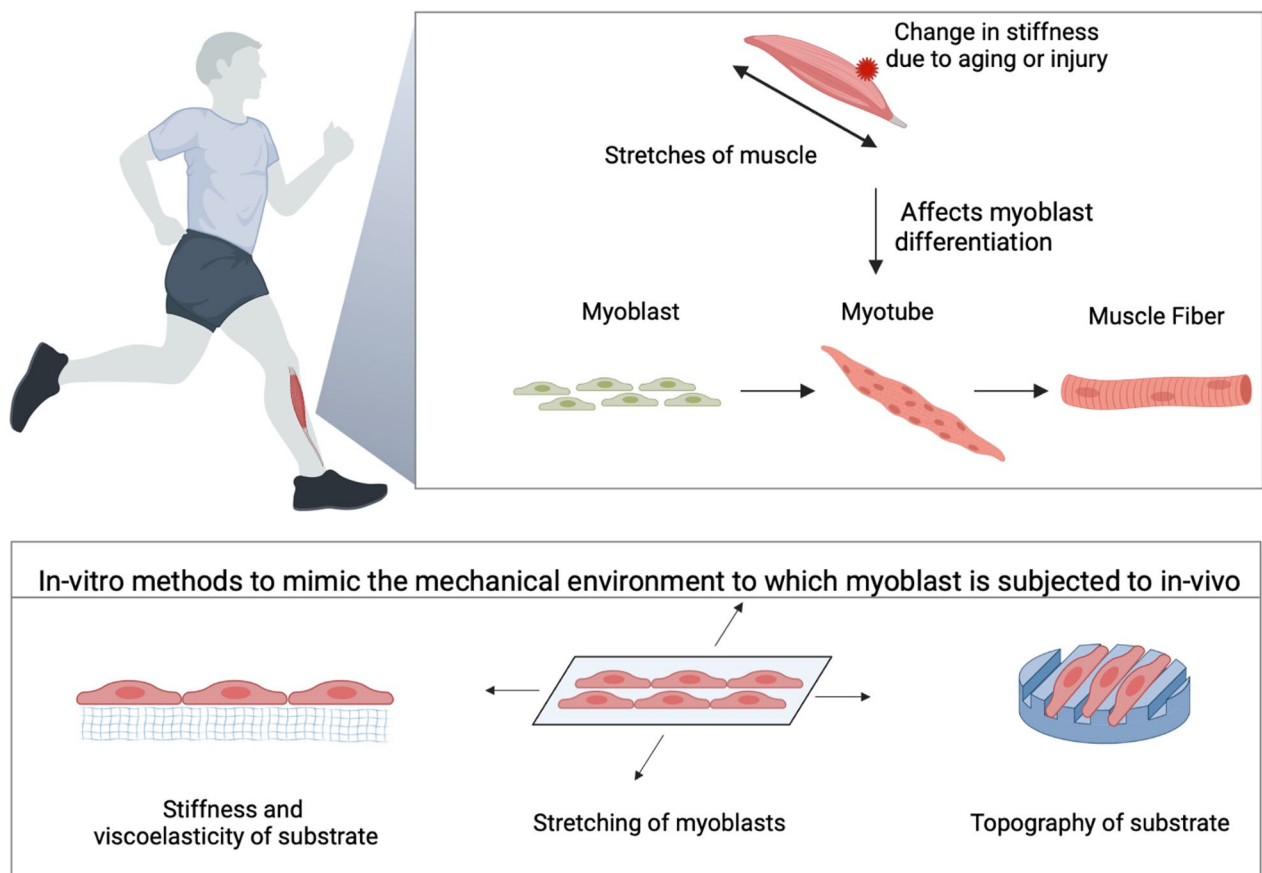 Change in stiffness
due to aging or injury
Stretches of muscle
Affects myoblast
differentiation
Myoblast
Myotube
Muscle Fiber
In-vitro methods to mimic the mechanical environment to which myoblast is subjected to in-vivo
Stiffness and
viscoelasticity of substrate
Stretching of myoblasts
Topography of substrate